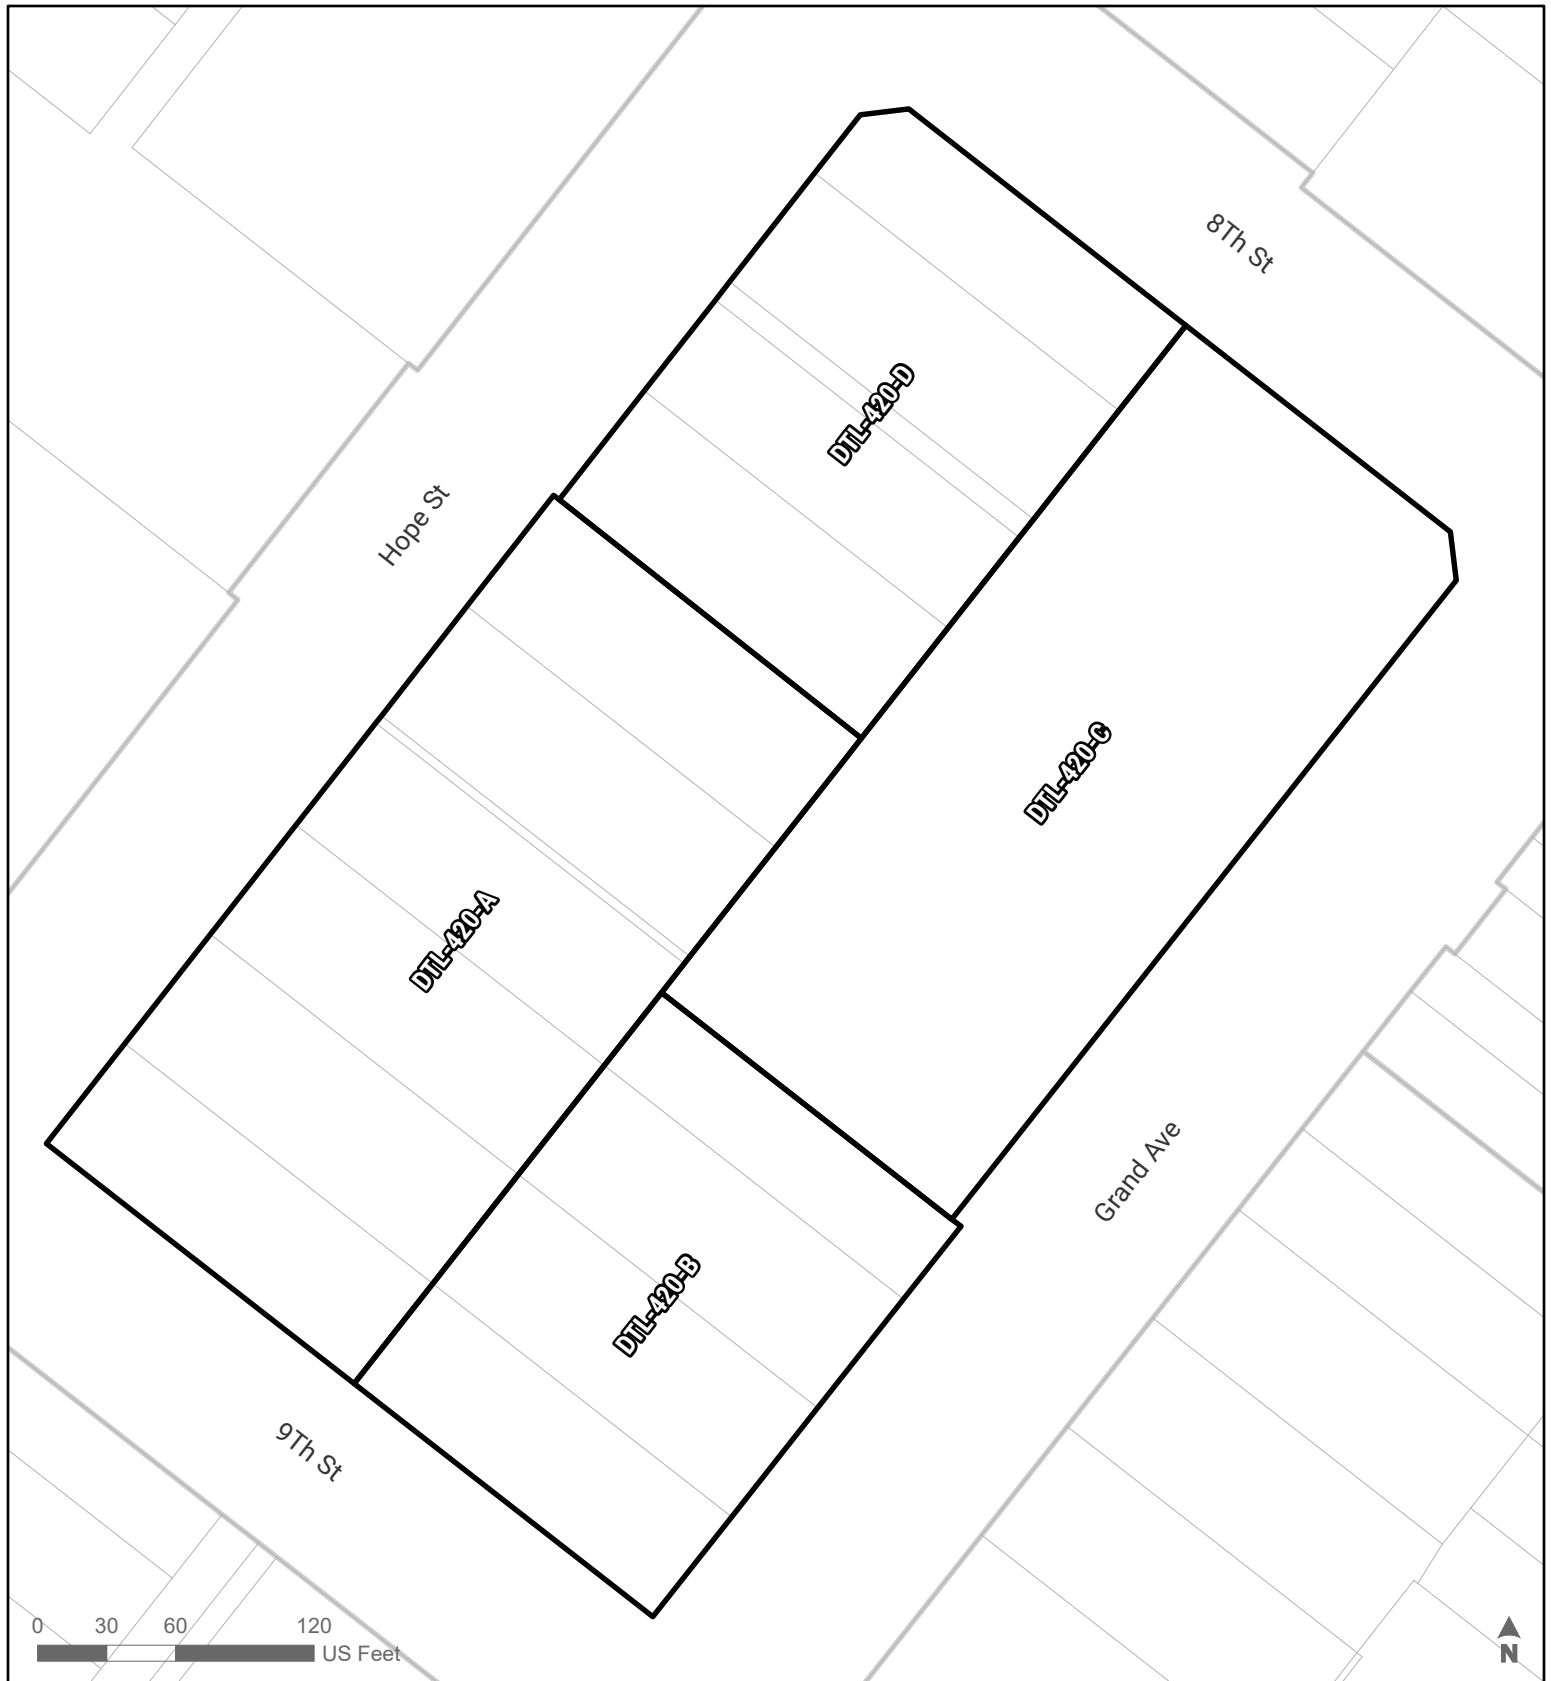 8Th St
DTL-420-D
Hope St
DTL-420-C
DTL-420-A
Grand Ave
DTL-420-B
9Th St
0 30 60 120
US Feet
N